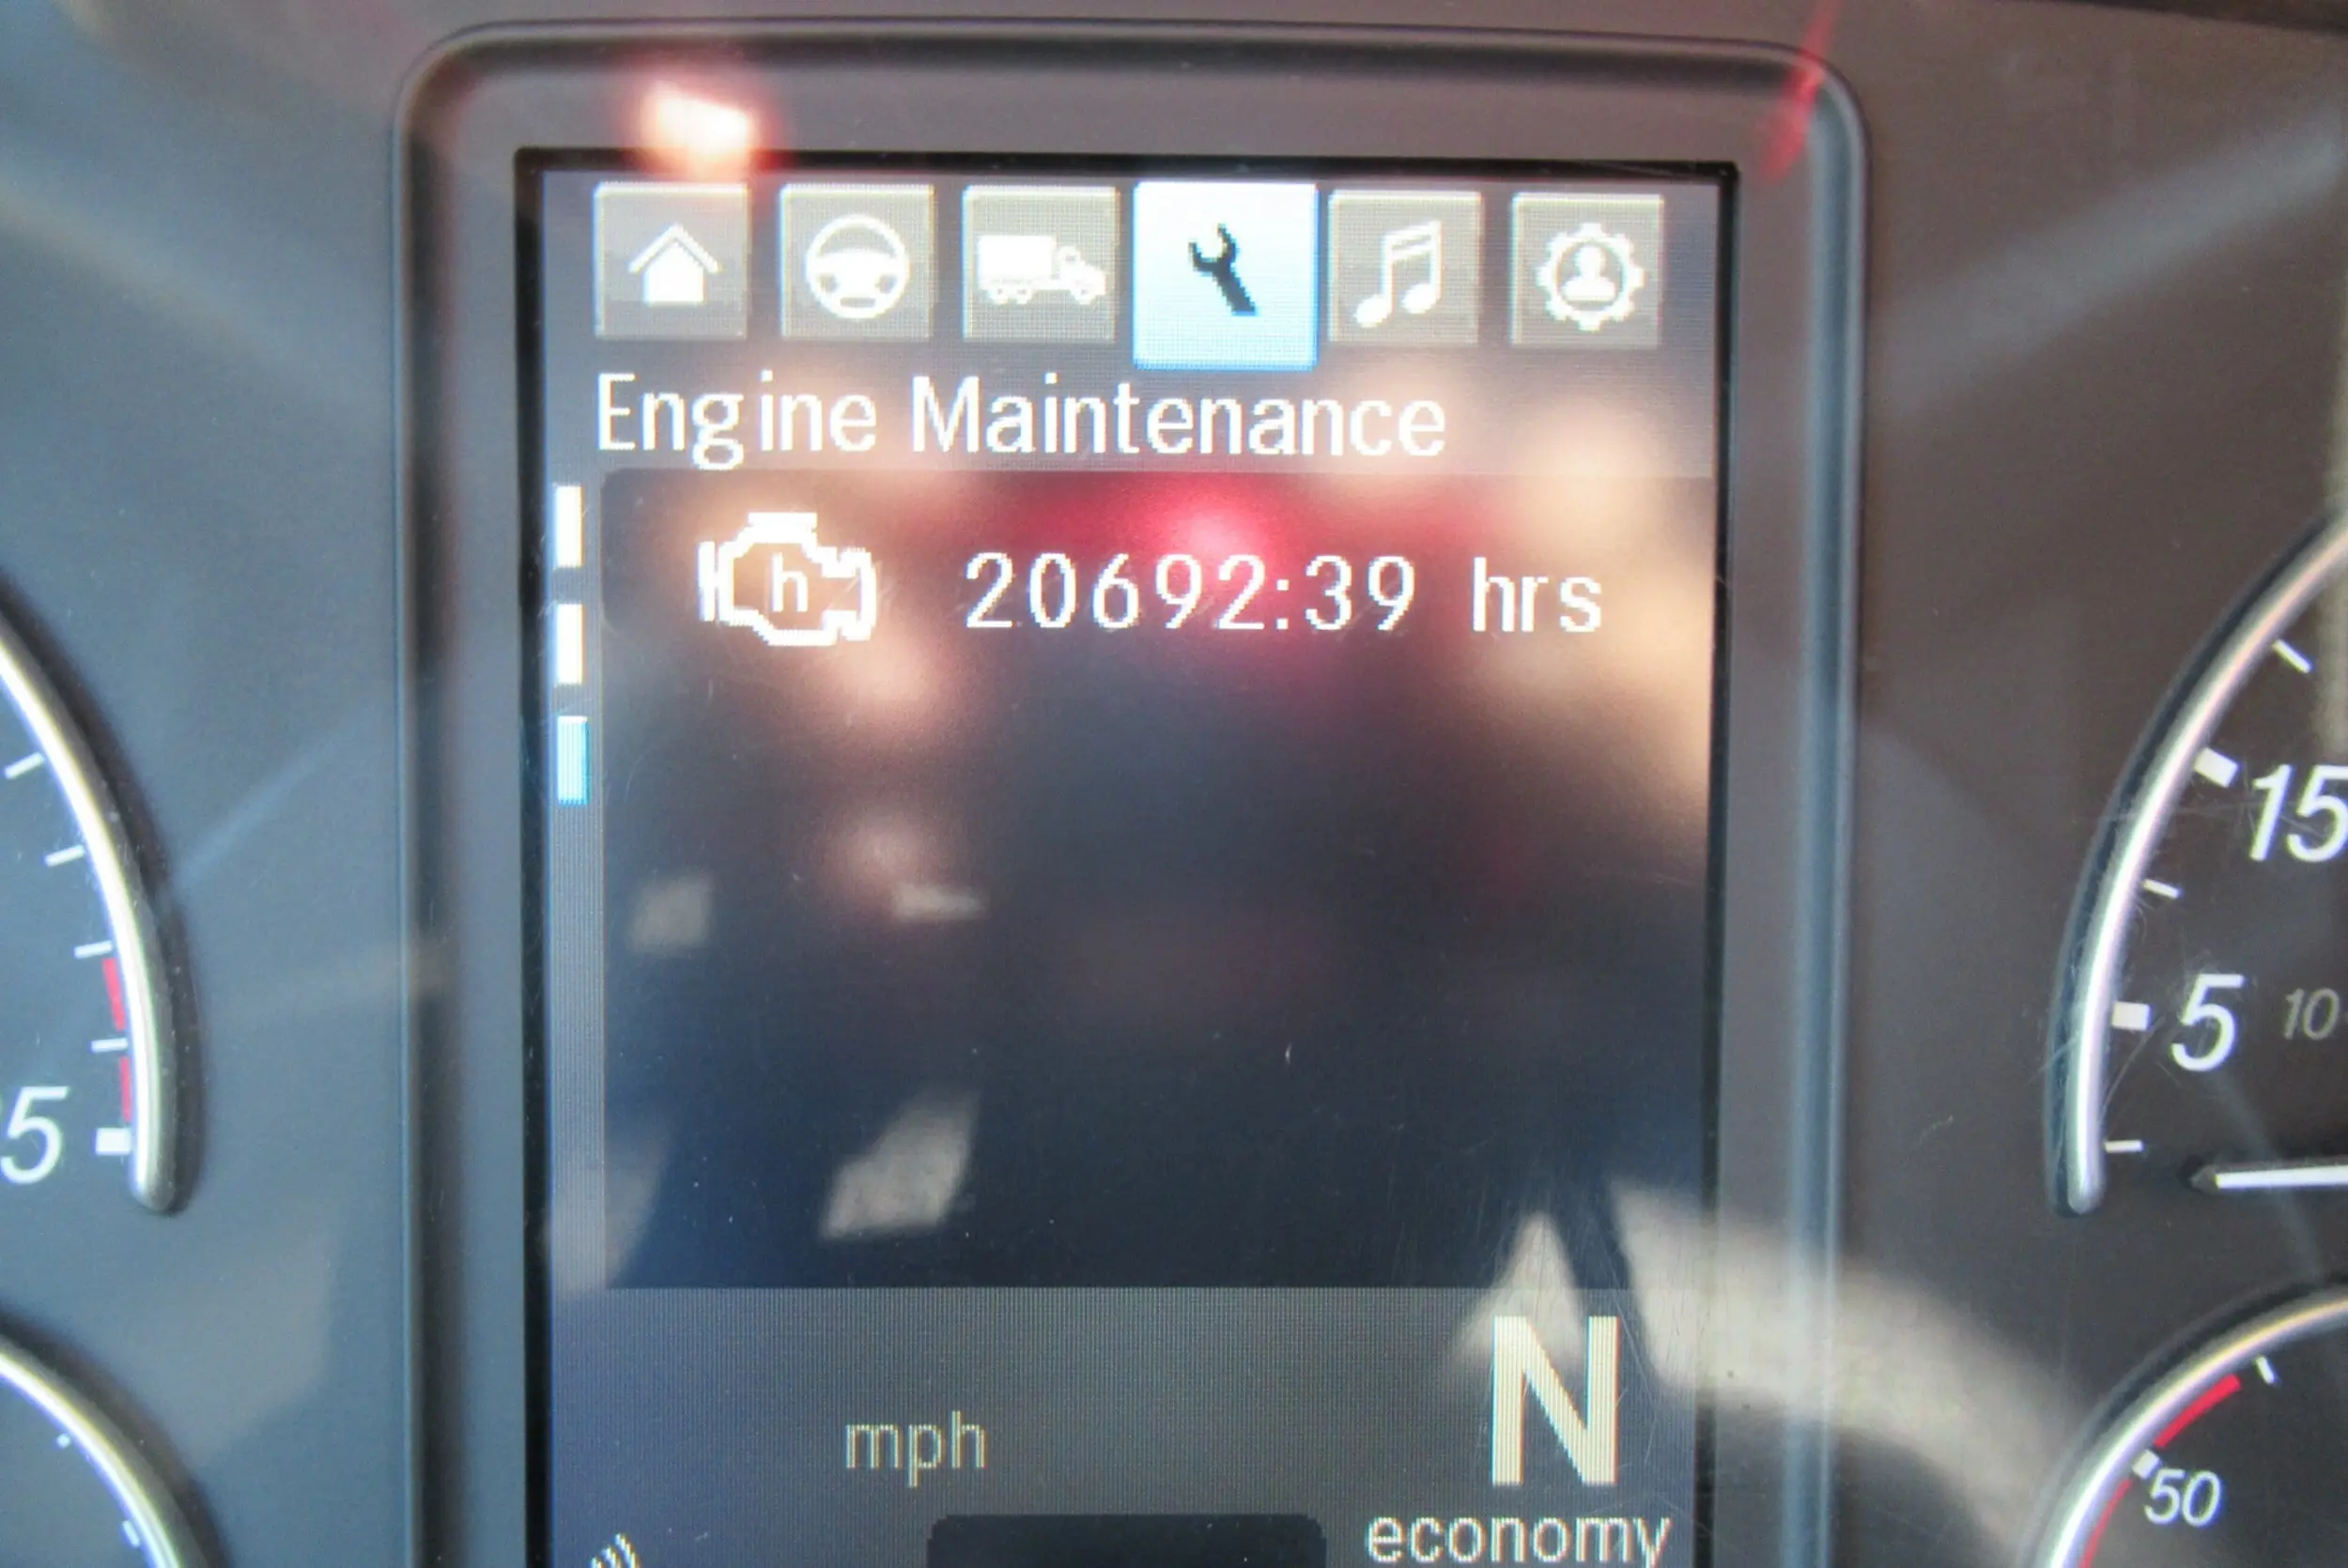 Engine Maintenance
h 20692:39 hrs
15
5 10
5
N
mph
50
economy